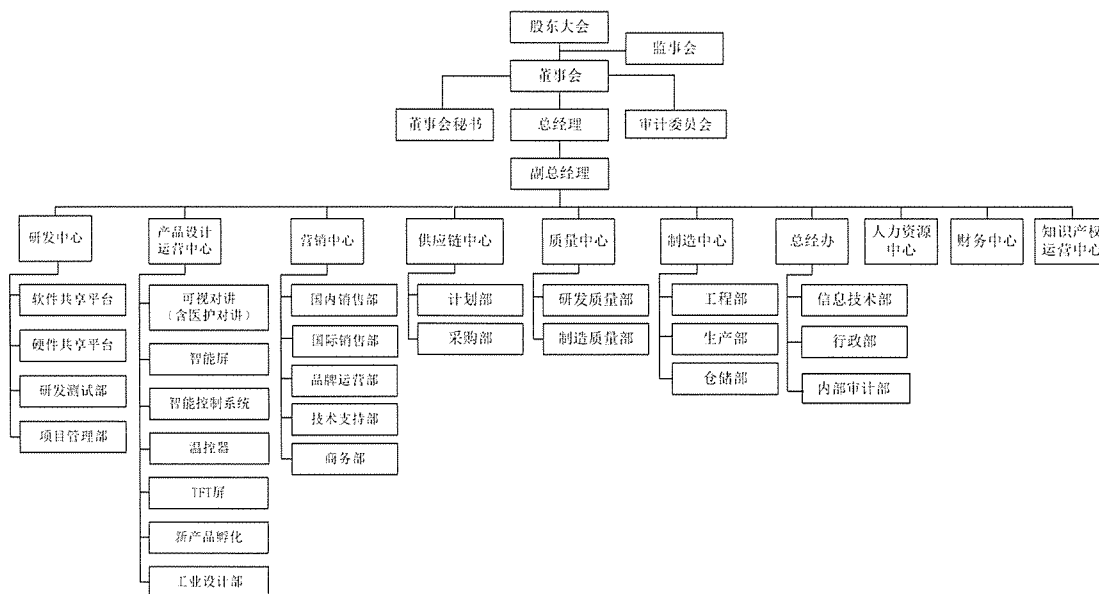 股东大会
监事会
董事会
董事会秘书
总经理
审计委员会
副总经理
研发中心
产品设计
运营中心
营销中心
供应链中心
质量中心
制造中心
总经办
人力资源
中心
财务中心
知识产权
运营中心
软件共享平台
硬件共享平台
研发测试部
项目管理部
可视对讲
（含医护对讲）
智能屏
智能控制系统
温控器
TFT屏
新产品孵化
工业设计部
国内销售部
国际销售部
品牌运营部
技术支持部
商务部
计划部
采购部
研发质量部
制造质量部
工程部
生产部
仓储部
信息技术部
行政部
内部审计部